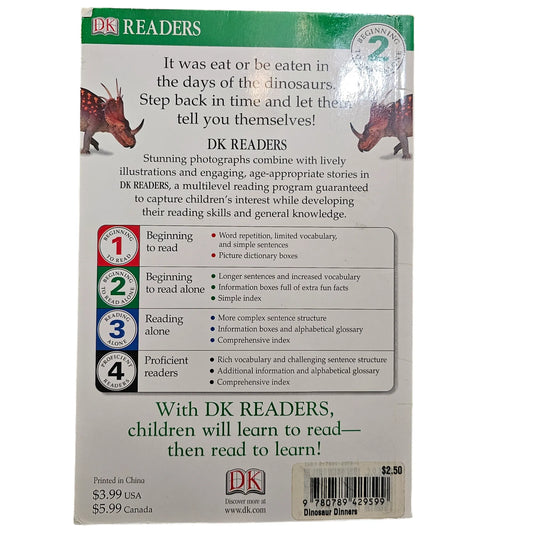 DK READERS
BEGINNING
2
It was eat or be eaten in
the days of the dinosaurs.
Step back in time and let them
tell you themselves!
DK READERS
Stunning photographs combine with lively
illustrations and engaging, age-appropriate stories in
DK READERS, a multilevel reading program guaranteed
to capture children's interest while developing
their reading skills and general knowledge.
BEGINNING
1
TO READ
Beginning
to read
• Word repetition, limited vocabulary,
and simple sentences
• Picture dictionary boxes
BEGINNING
2
TO READ ALONE
Beginning
to read alone
• Longer sentences and increased vocabulary
• Information boxes full of extra fun facts
• Simple index
READING
3
ALONE
Reading
alone
• More complex sentence structure
• Information boxes and alphabetical glossary
• Comprehensive index
PROFICIENT
4
READERS
Proficient
readers
• Rich vocabulary and challenging sentence structure
• Additional information and alphabetical glossary
• Comprehensive index
With DK READERS,
children will learn to read—
then read to learn!
Printed in China
$3.99 USA
$5.99 Canada
DK
Discover more at
www.dk.com
$2.50
9 780789 429599
Dinosaur Dinners